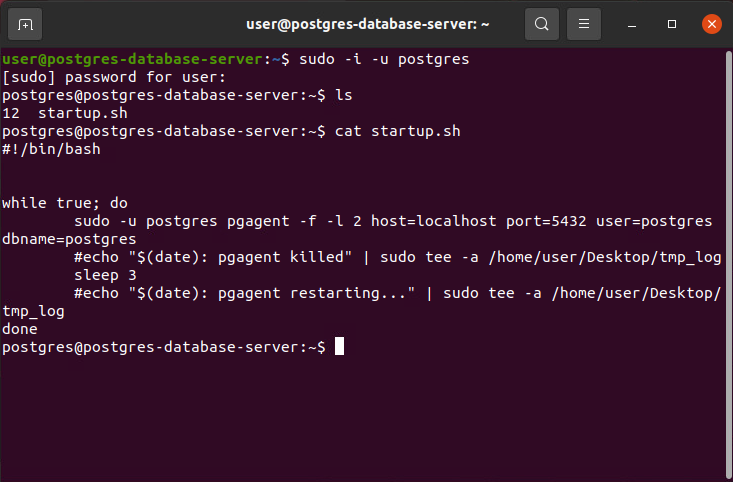 user@postgres-database-server: ~
user@postgres-database-server:~$ sudo -i -u postgres
[sudo] password for user:
postgres@postgres-database-server:~$ ls
12  startup.sh
postgres@postgres-database-server:~$ cat startup.sh
#!/bin/bash
while true; do
        sudo -u postgres pgagent -f -l 2 host=localhost port=5432 user=postgres
dbname=postgres
        #echo "$(date): pgagent killed" | sudo tee -a /home/user/Desktop/tmp_log
        sleep 3
        #echo "$(date): pgagent restarting..." | sudo tee -a /home/user/Desktop/
tmp_log
done
postgres@postgres-database-server:~$